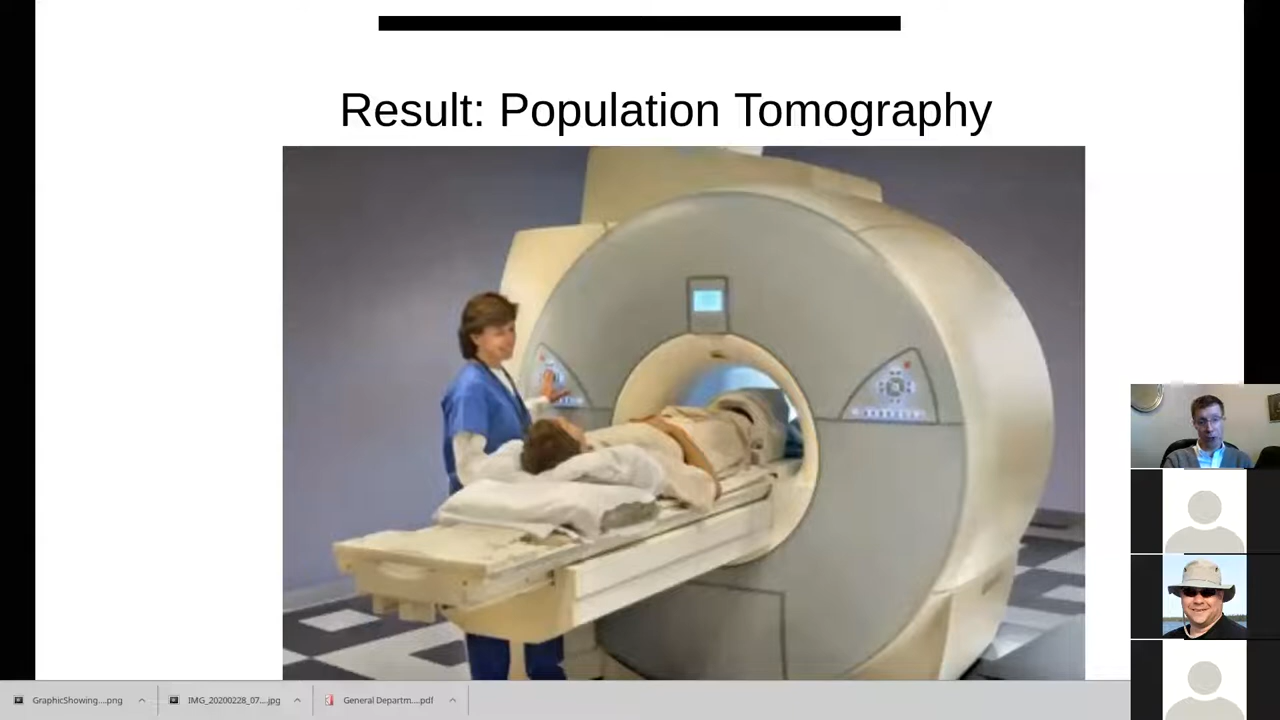 Result: Population Tomography
GraphicShowing....png
IMG_20200228_07....jpg
General Departm....pdf